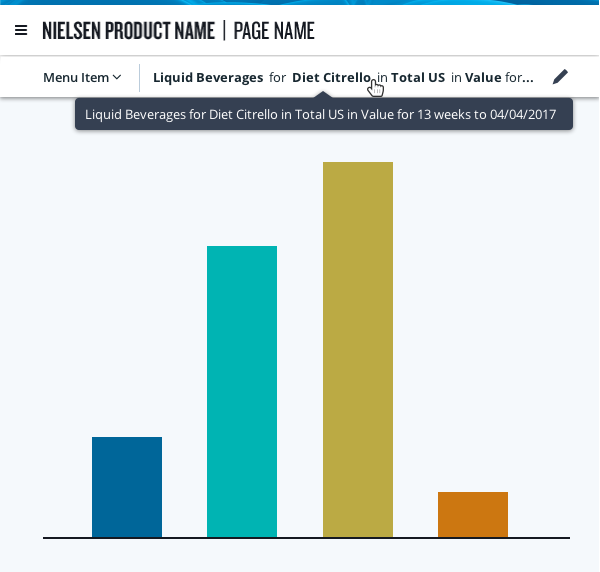 NIELSEN PRODUCT NAME | PAGE NAME
Menu Item Liquid Beverages for Diet Citrello in Total US in Value for...
Liquid Beverages for Diet Citrello in Total US in Value for 13 weeks to 04/04/2017